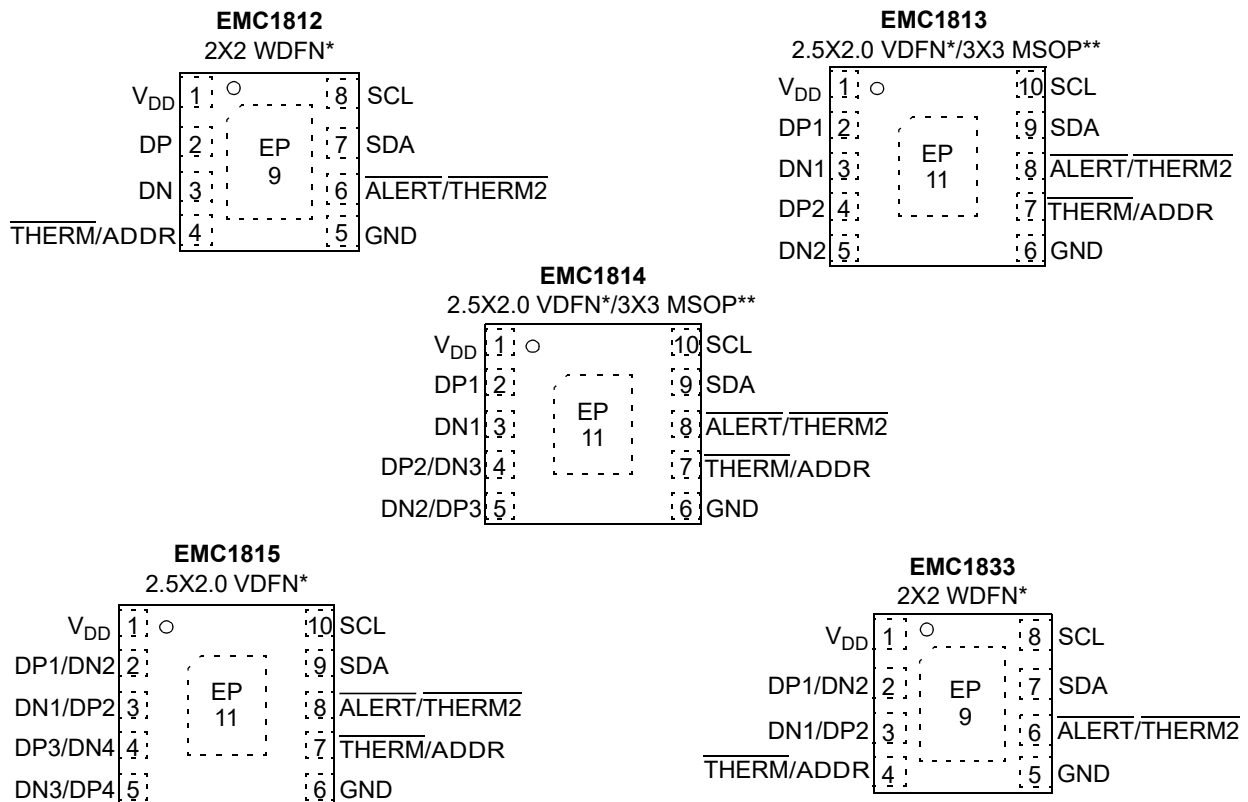 EMC1812
2X2 WDFN*
VDD 1 8 SCL
DP 2 EP 7 SDA
DN 3 9 6 ALERT/THERM2
THERM/ADDR 4 5 GND
EMC1813
2.5X2.0 VDFN*/3X3 MSOP**
VDD 1 10 SCL
DP1 2 9 SDA
DN1 3 EP 11 8 ALERT/THERM2
DP2 4 7 THERM/ADDR
DN2 5 6 GND
EMC1814
2.5X2.0 VDFN*/3X3 MSOP**
VDD 1 10 SCL
DP1 2 9 SDA
DN1 3 EP 11 8 ALERT/THERM2
DP2/DN3 4 7 THERM/ADDR
DN2/DP3 5 6 GND
EMC1815
2.5X2.0 VDFN*
VDD 1 10 SCL
DP1/DN2 2 9 SDA
DN1/DP2 3 EP 11 8 ALERT/THERM2
DP3/DN4 4 7 THERM/ADDR
DN3/DP4 5 6 GND
EMC1833
2X2 WDFN*
VDD 1 8 SCL
DP1/DN2 2 EP 7 SDA
DN1/DP2 3 9 6 ALERT/THERM2
THERM/ADDR 4 5 GND